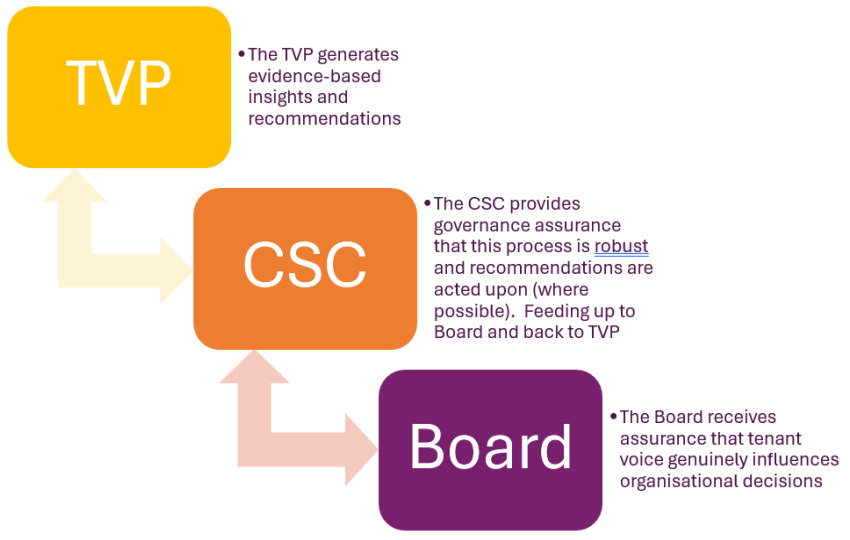 TVP
•The TVP generates
evidence-based
insights and
recommendations
CSC
•The CSC provides
governance assurance
that this process is robust
and recommendations are
acted upon (where
possible).  Feeding up to
Board and back to TVP
Board
•The Board receives
assurance that tenant
voice genuinely influences
organisational decisions